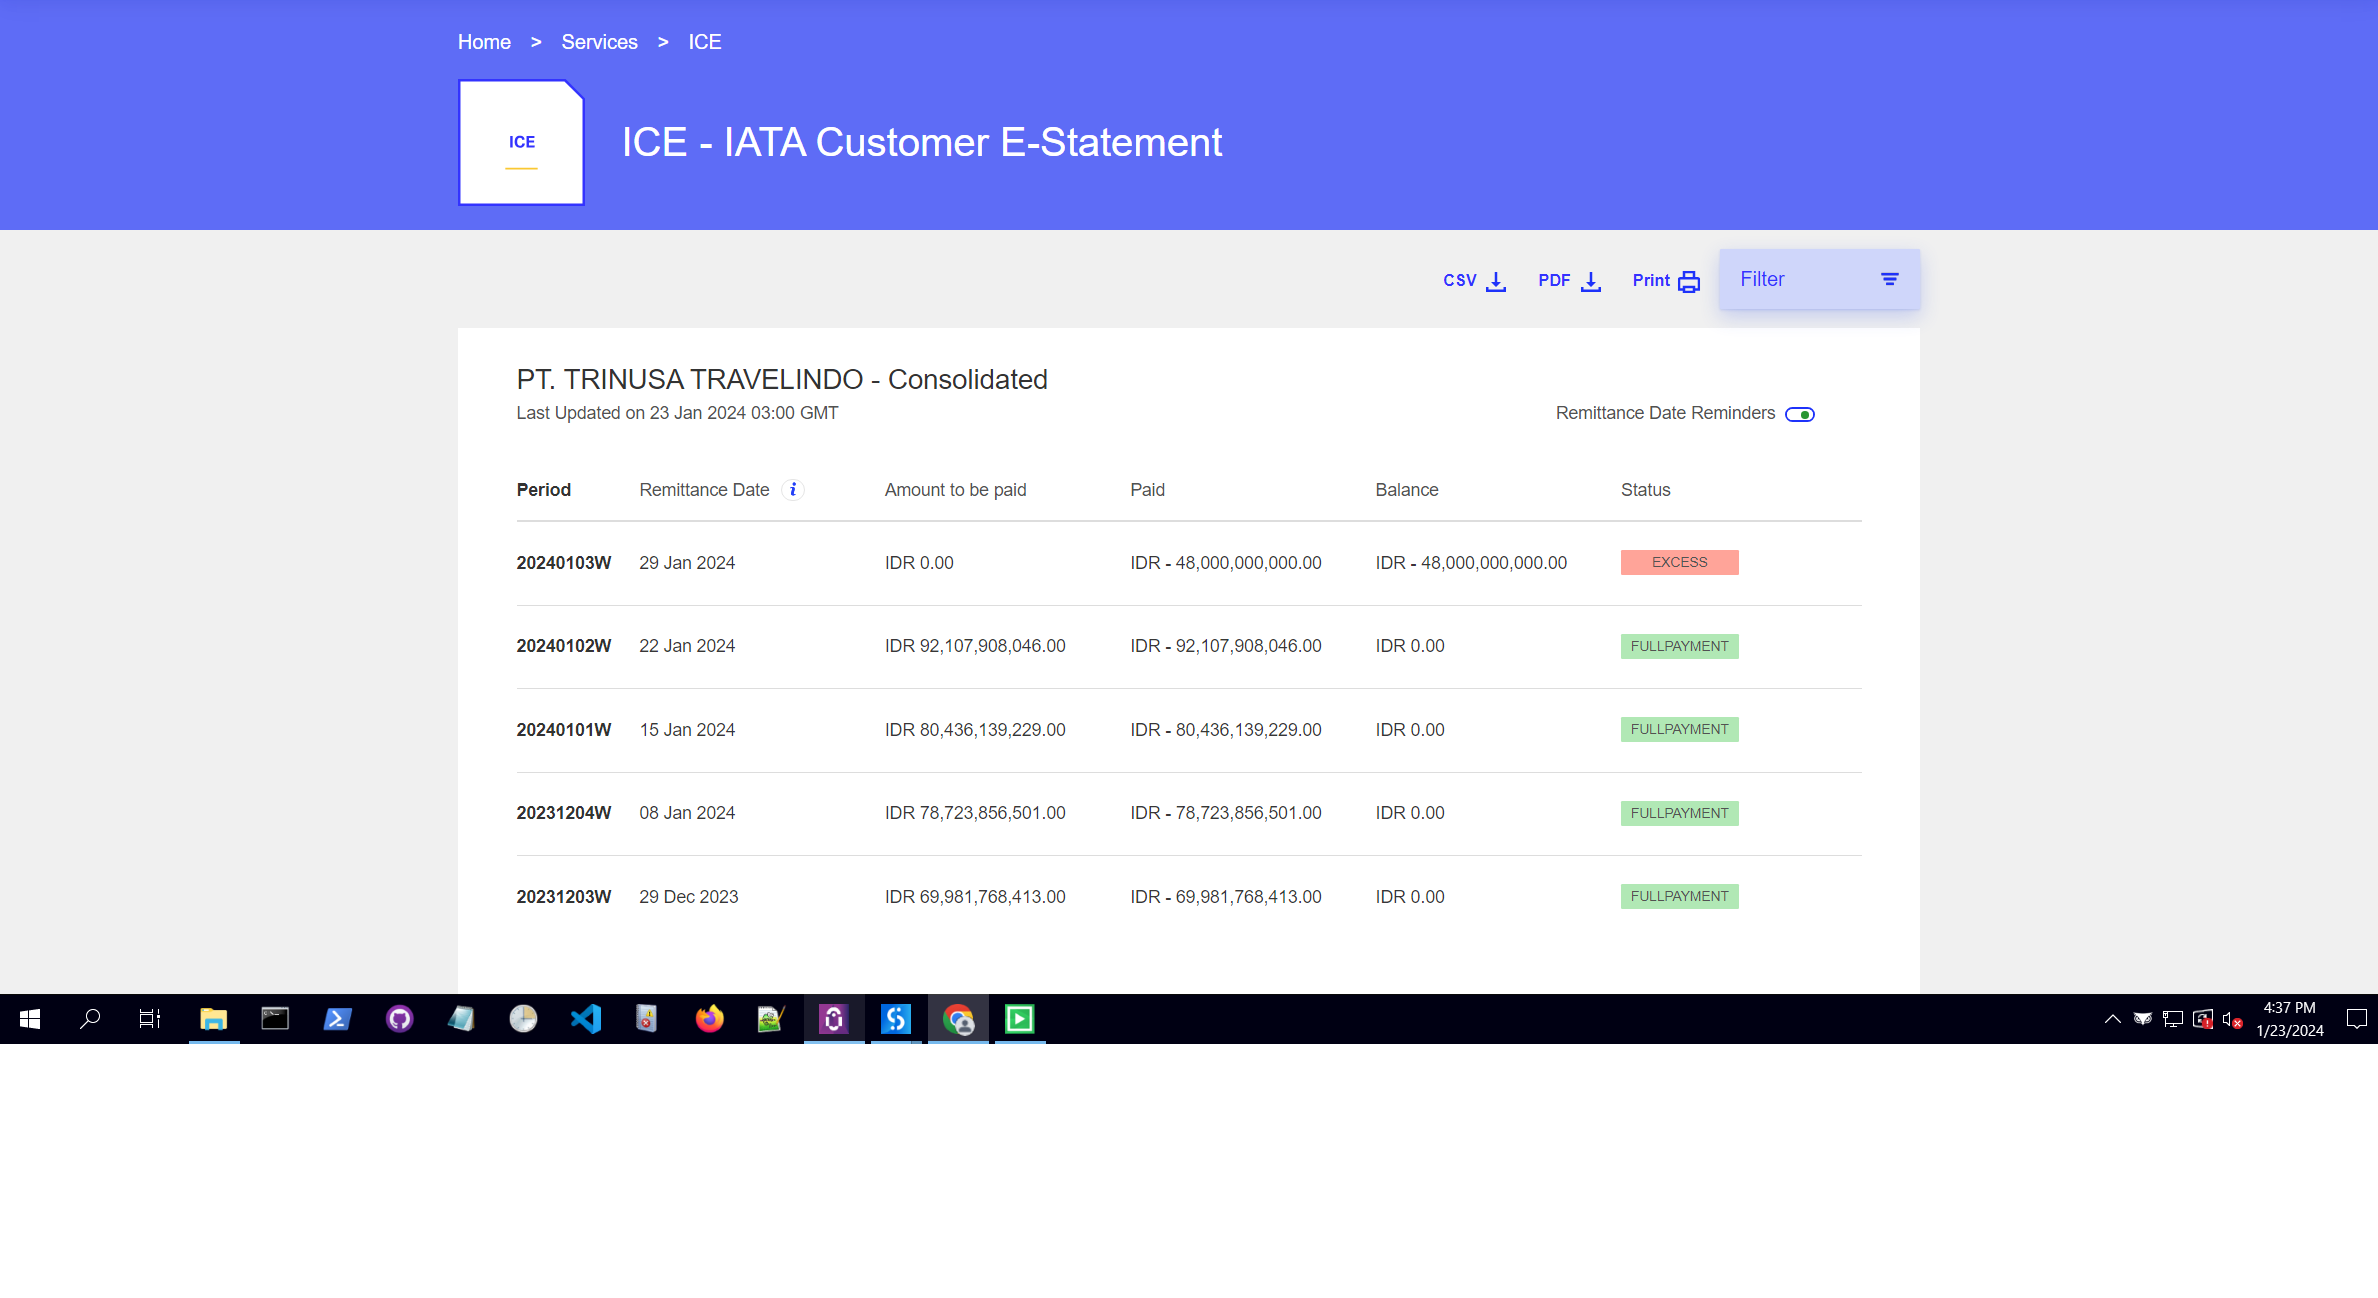 Home > Services > ICE
ICE
ICE - IATA Customer E-Statement
CSV PDF Print Filter
PT. TRINUSA TRAVELINDO - Consolidated
Last Updated on 23 Jan 2024 03:00 GMT Remittance Date Reminders
Period Remittance Date i Amount to be paid Paid Balance Status
20240103W 29 Jan 2024 IDR 0.00 IDR - 48,000,000,000.00 IDR - 48,000,000,000.00 EXCESS
20240102W 22 Jan 2024 IDR 92,107,908,046.00 IDR - 92,107,908,046.00 IDR 0.00 FULLPAYMENT
20240101W 15 Jan 2024 IDR 80,436,139,229.00 IDR - 80,436,139,229.00 IDR 0.00 FULLPAYMENT
20231204W 08 Jan 2024 IDR 78,723,856,501.00 IDR - 78,723,856,501.00 IDR 0.00 FULLPAYMENT
20231203W 29 Dec 2023 IDR 69,981,768,413.00 IDR - 69,981,768,413.00 IDR 0.00 FULLPAYMENT
4:37 PM
1/23/2024